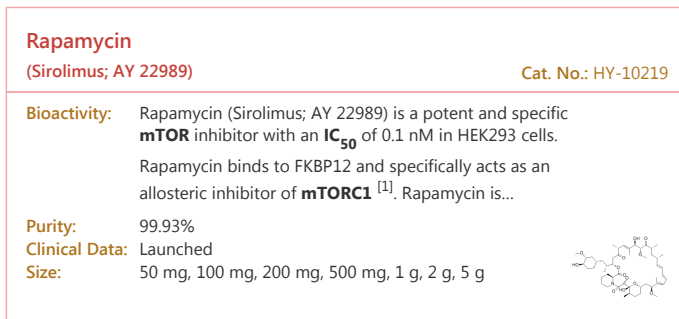 Rapamycin
(Sirolimus; AY 22989) Cat. No.: HY-10219
Bioactivity: Rapamycin (Sirolimus; AY 22989) is a potent and specific
mTOR inhibitor with an IC50 of 0.1 nM in HEK293 cells.
Rapamycin binds to FKBP12 and specifically acts as an
allosteric inhibitor of mTORC1 [1]. Rapamycin is...
Purity: 99.93%
Clinical Data: Launched
Size: 50 mg, 100 mg, 200 mg, 500 mg, 1 g, 2 g, 5 g